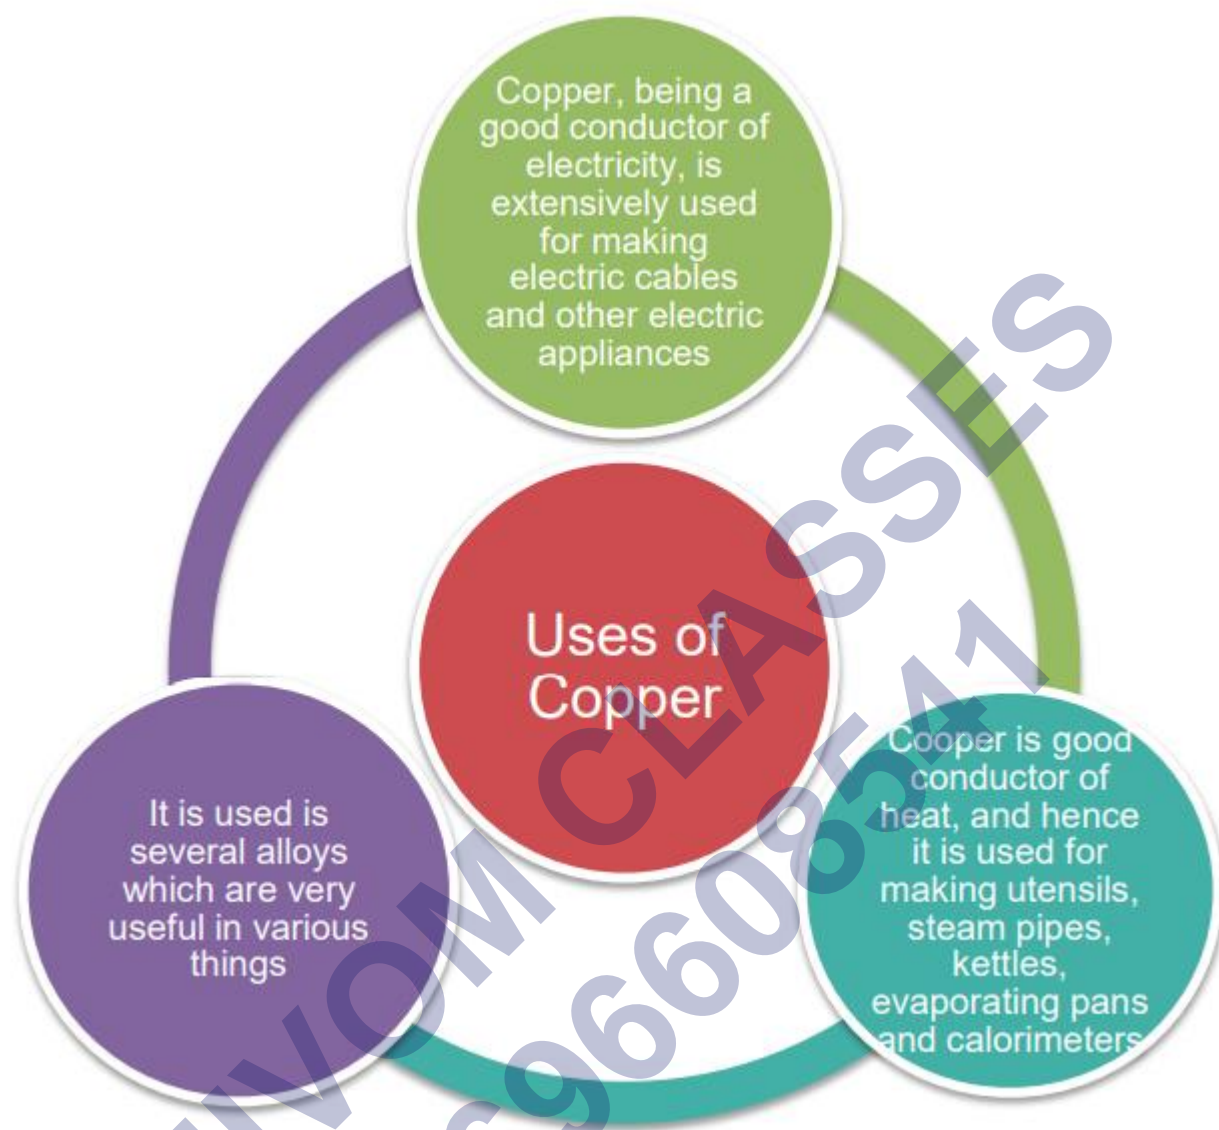 Copper, being a
good conductor of
electricity, is
extensively used
for making
electric cables
and other electric
appliances
Uses of
Copper
Cooper is good
conductor of
heat, and hence
it is used for
making utensils,
steam pipes,
kettles,
evaporating pans
and calorimeters
It is used is
several alloys
which are very
useful in various
things
CLASSES